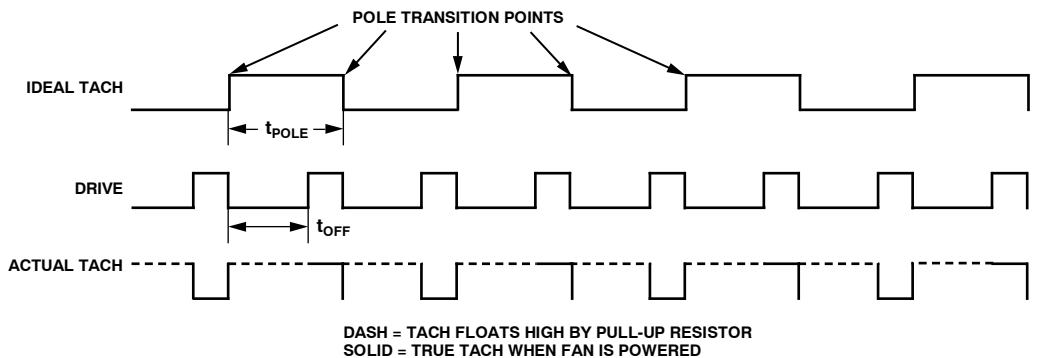 POLE TRANSITION POINTS
IDEAL TACH
tPOLE
DRIVE
tOFF
ACTUAL TACH
DASH = TACH FLOATS HIGH BY PULL-UP RESISTOR
SOLID = TRUE TACH WHEN FAN IS POWERED